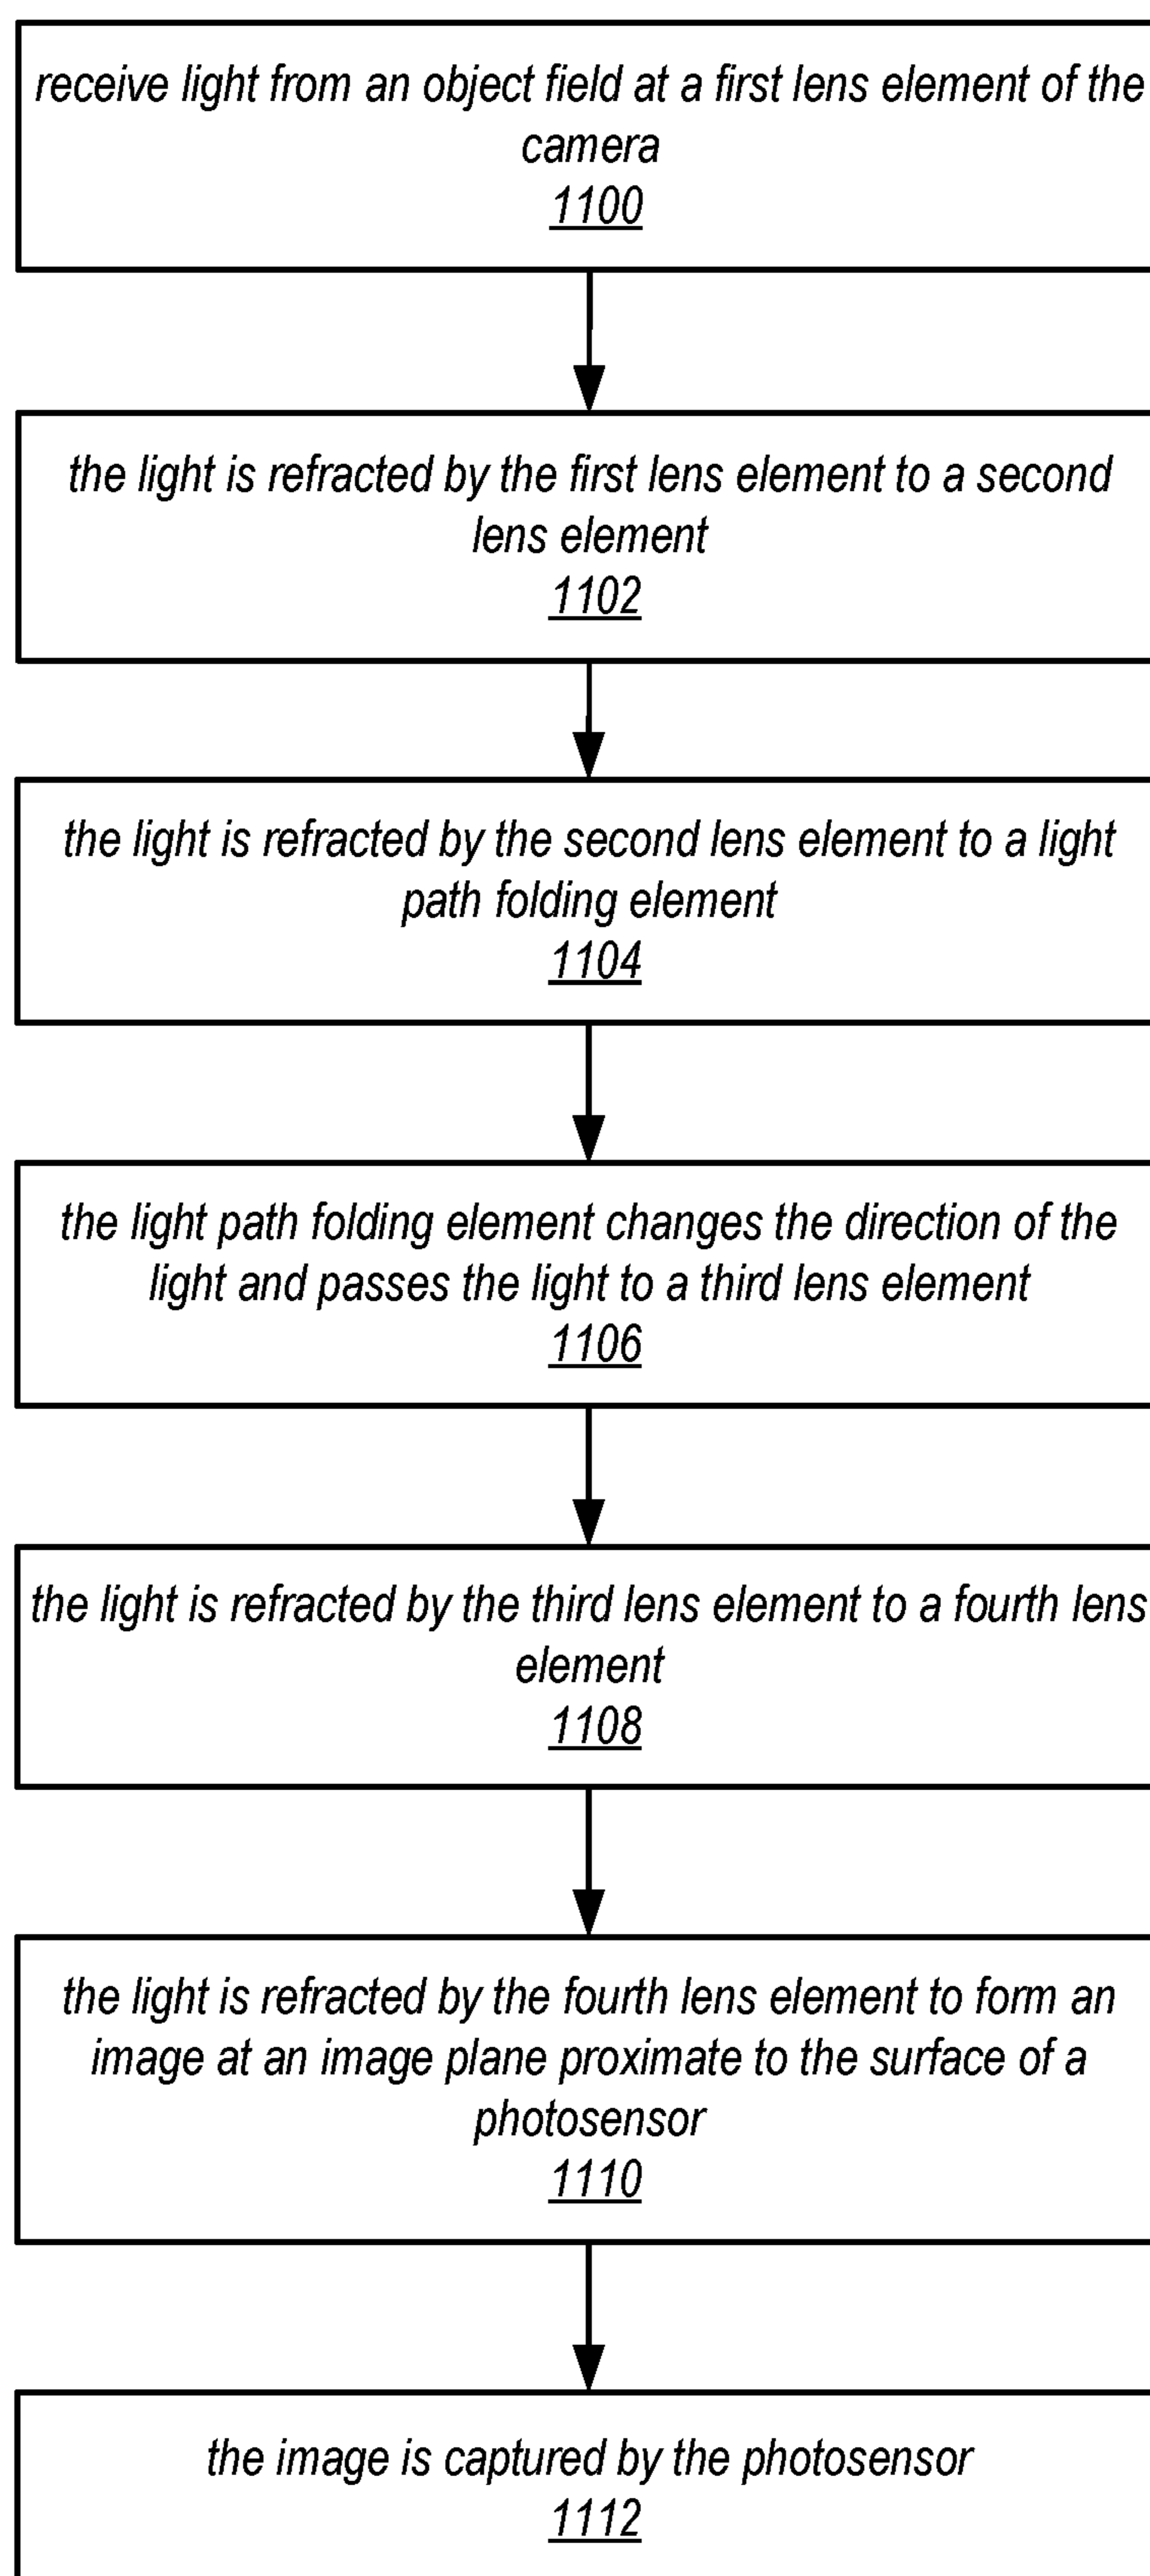 receive light from an object field at a first lens element of the
camera
1100
the light is refracted by the first lens element to a second
lens element
1102
the light is refracted by the second lens element to a light
path folding element
1104
the light path folding element changes the direction of the
light and passes the light to a third lens element
1106
the light is refracted by the third lens element to a fourth lens
element
1108
the light is refracted by the fourth lens element to form an
image at an image plane proximate to the surface of a
photosensor
1110
the image is captured by the photosensor
1112